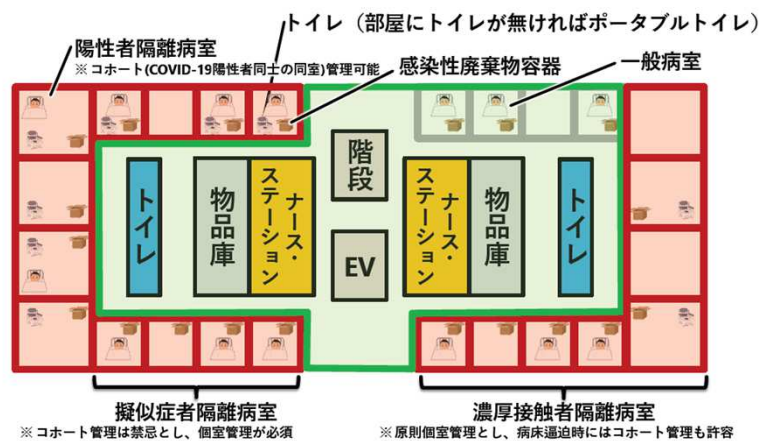 トイレ（部屋にトイレが無ければポータブルトイレ）
陽性者隔離病室
※ コホート(COVID-19陽性者同士の同室)管理可能
感染性廃棄物容器
一般病室
トイレ
物品庫
ナース・
ステーション
階段
EV
ナース・
ステーション
物品庫
トイレ
擬似症者隔離病室
※ コホート管理は禁忌とし、個室管理が必須
濃厚接触者隔離病室
※ 原則個室管理とし、病床逼迫時にはコホート管理も許容